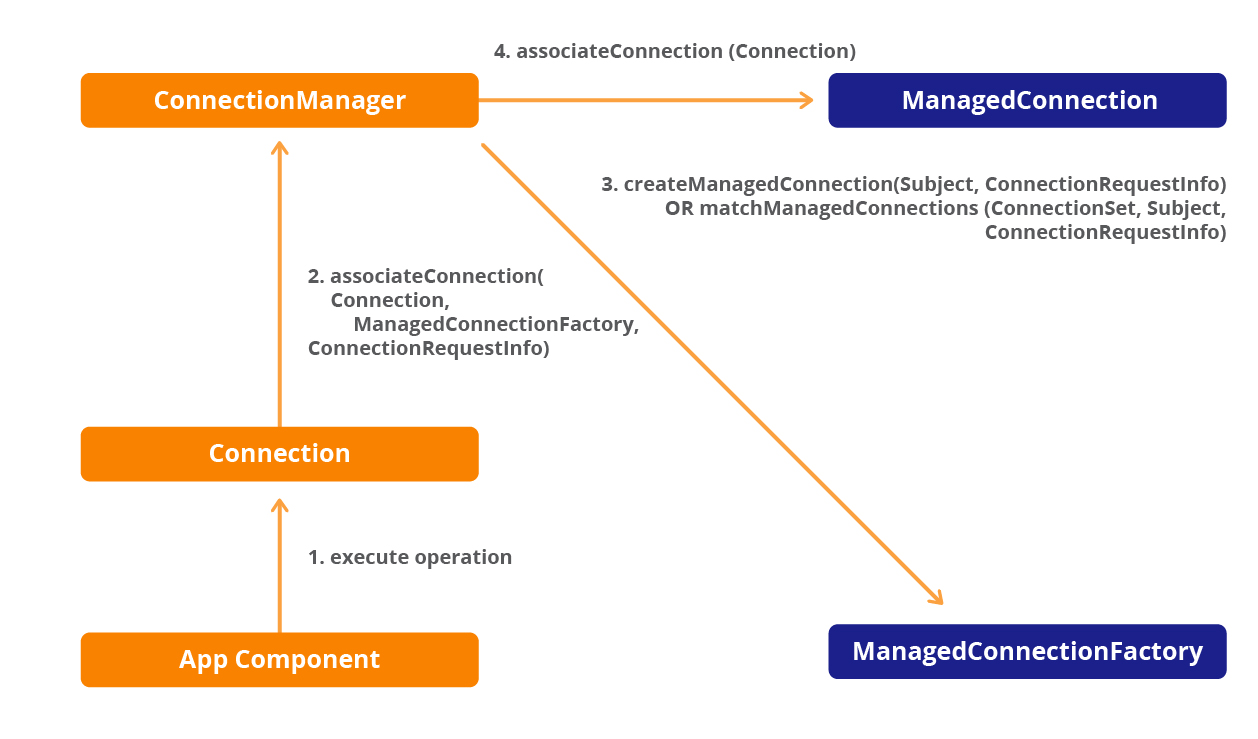 4. associateConnection (Connection)
ConnectionManager
ManagedConnection
3. createManagedConnection(Subject, ConnectionRequestInfo)
OR matchManagedConnections (ConnectionSet, Subject,
ConnectionRequestInfo)
2. associateConnection(
Connection,
ManagedConnectionFactory,
ConnectionRequestInfo)
Connection
1. execute operation
App Component
ManagedConnectionFactory